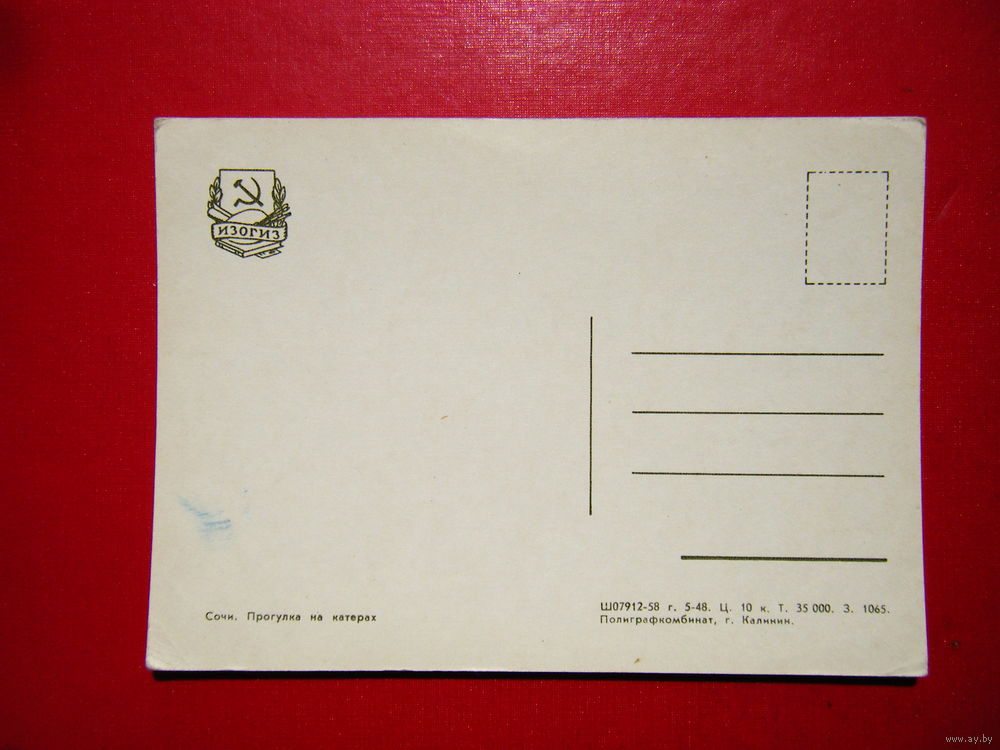 ИЗОГИЗ
Сочи. Прогулка на катерах
Ш07912-58 г. 5-48. Ц. 10 к. Т. 35 000. З. 1065.
Полиграфкомбинат, г. Калинин.
www.ay.by